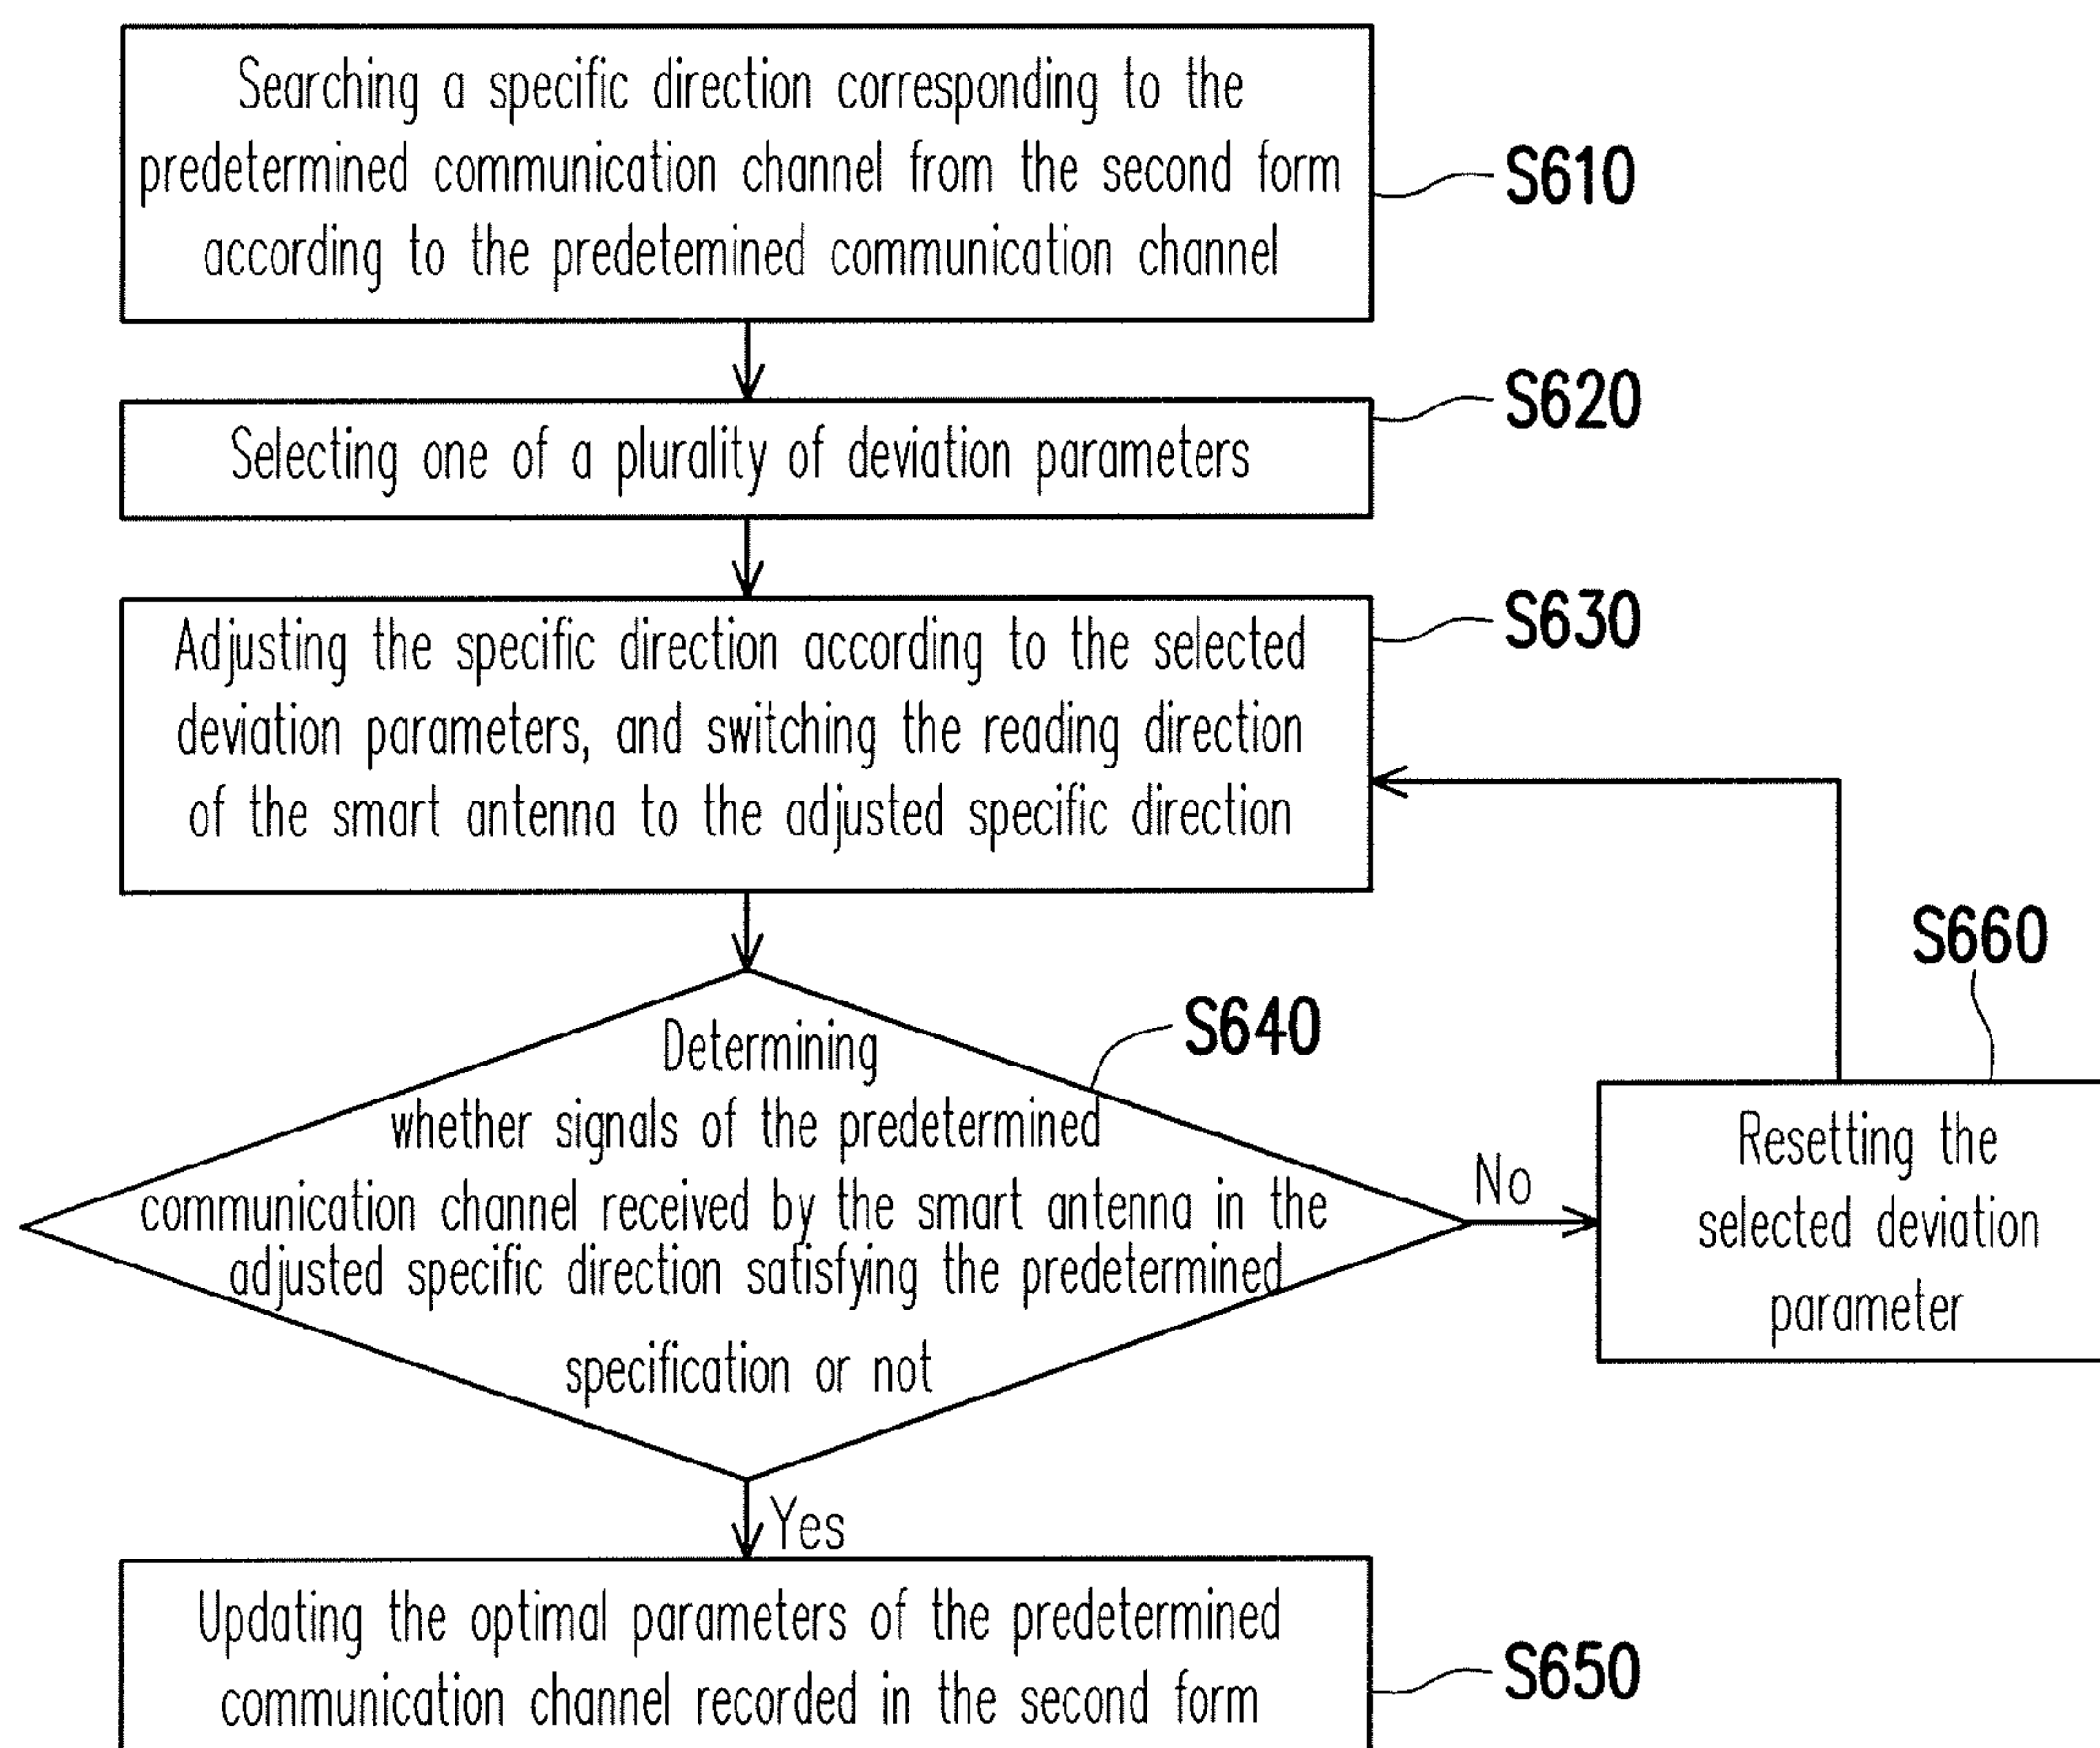 Searching a specific direction corresponding to the
predetermined communication channel from the second form
according to the predetemined communication channel
S610
Selecting one of a plurality of deviation parameters
S620
Adjusting the specific direction according to the selected
deviation parameters, and switching the reading direction
of the smart antenna to the adjusted specific direction
S630
Determining
whether signals of the predetermined
communication channel received by the smart antenna in the
adjusted specific direction satisfying the predetermined
specification or not
S640
No
Resetting the
selected deviation
parameter
S660
Yes
Updating the optimal parameters of the predetermined
communication channel recorded in the second form
S650